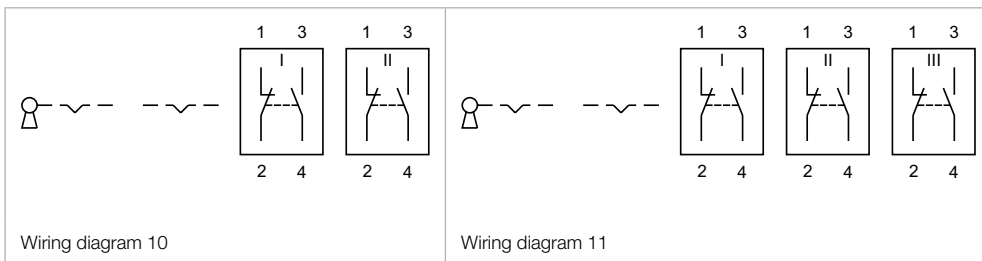 1 3 1 3
I II
2 4 2 4
Wiring diagram 10
1 3 1 3 1 3
I II III
2 4 2 4 2 4
Wiring diagram 11